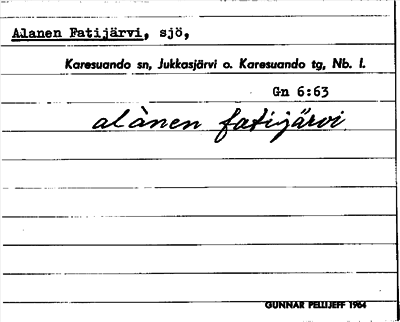 Alanen Fatijärvi, sjö,
Karesuando sn, Jukkasjärvi o. Karesuando tg, Nb. l.
Gn 6:63
alànen fatijärvi
GUNNAR PELLIJEFF 1964